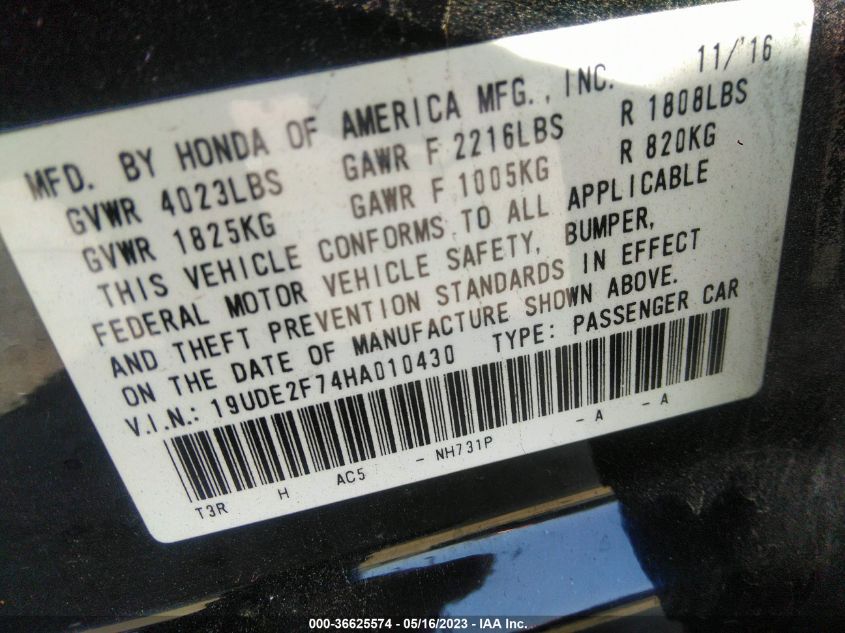 MFD. BY HONDA OF AMERICA MFG., INC. 11/'16
GVWR 4023LBS GAWR F 2216LBS R 1808LBS
GVWR 1825KG GAWR F 1005KG R 820KG
THIS VEHICLE CONFORMS TO ALL APPLICABLE
FEDERAL MOTOR VEHICLE SAFETY, BUMPER,
AND THEFT PREVENTION STANDARDS IN EFFECT
ON THE DATE OF MANUFACTURE SHOWN ABOVE.
V.I.N.: 19UDE2F74HA010430 TYPE: PASSENGER CAR
T3R H AC5 - NH731P - A - A
000-36625574 - 05/16/2023 - IAA Inc.